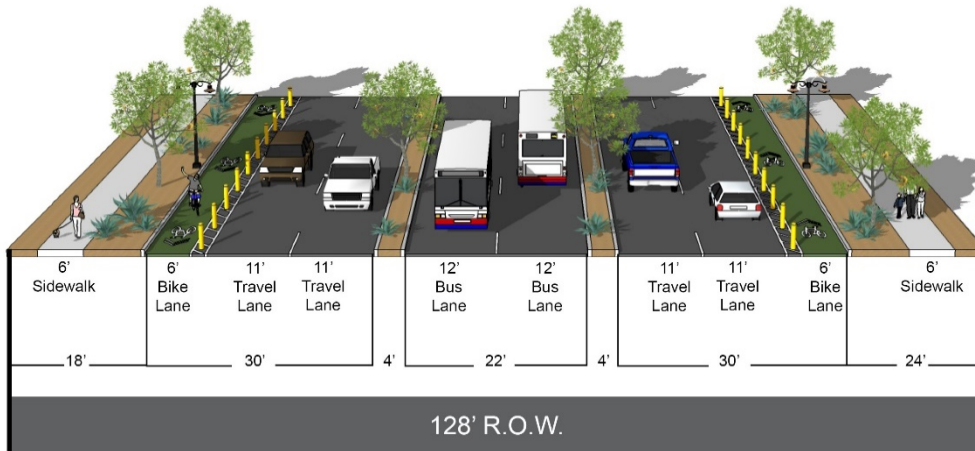 6’ 6’ 11’ 11’ 12’ 12’ 11’ 11’ 6’ 6’
Sidewalk Bike Travel Travel Bus Bus Travel Travel Bike Sidewalk
Lane Lane Lane Lane Lane Lane Lane Lane
18’ 30’ 4’ 22’ 4’ 30’ 24’
128’ R.O.W.